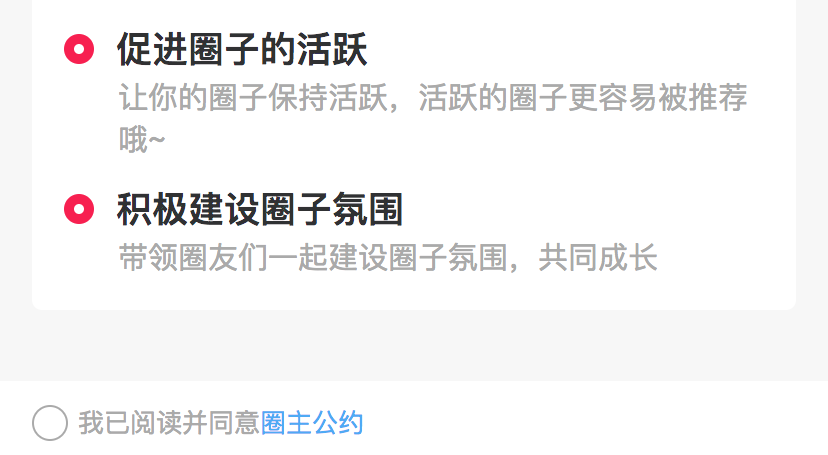 促进圈子的活跃
让你的圈子保持活跃，活跃的圈子更容易被推荐
哦~
积极建设圈子氛围
带领圈友们一起建设圈子氛围，共同成长
我已阅读并同意圈主公约